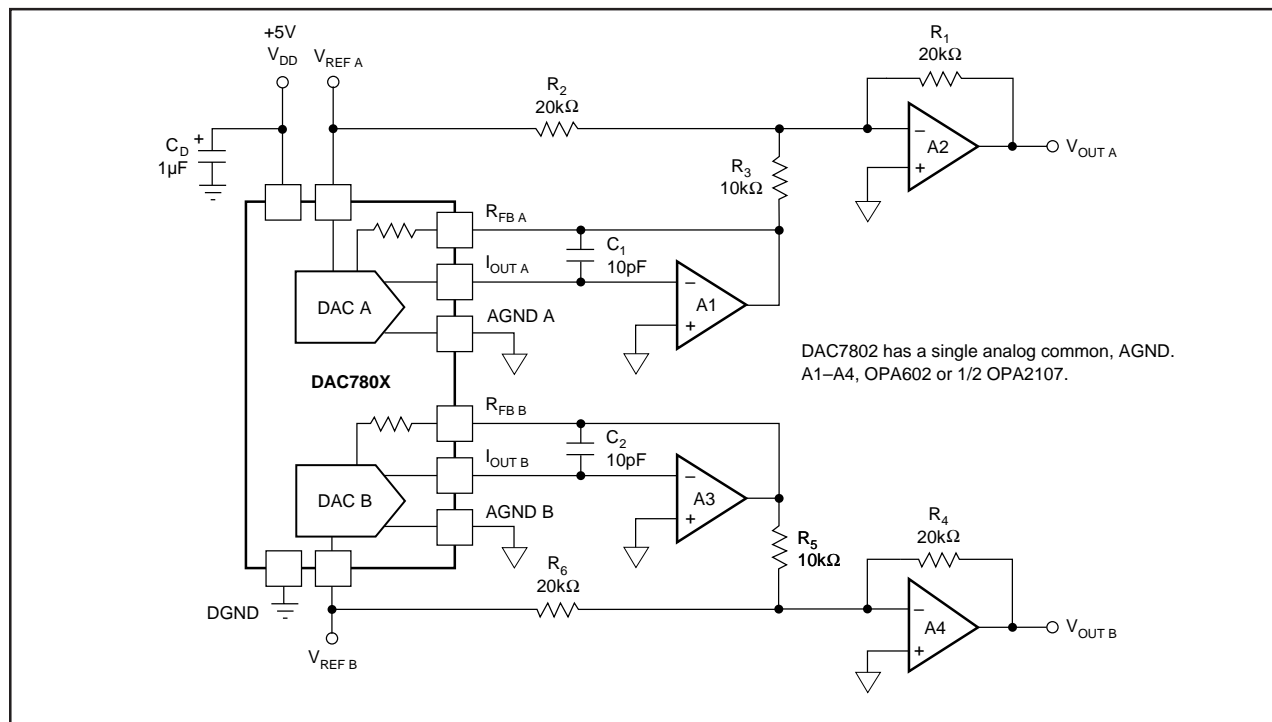 +5V
V_DD
V_REF A
R_1
20kΩ
R_2
20kΩ
C_D
+
1µF
−
+
A2
V_OUT A
R_3
10kΩ
R_FB A
C_1
10pF
I_OUT A
−
+
A1
DAC A
AGND A
DAC780X
DAC7802 has a single analog common, AGND.
A1–A4, OPA602 or 1/2 OPA2107.
R_FB B
C_2
10pF
I_OUT B
−
+
A3
DAC B
AGND B
R_5
10kΩ
R_4
20kΩ
R_6
20kΩ
DGND
−
+
A4
V_OUT B
V_REF B